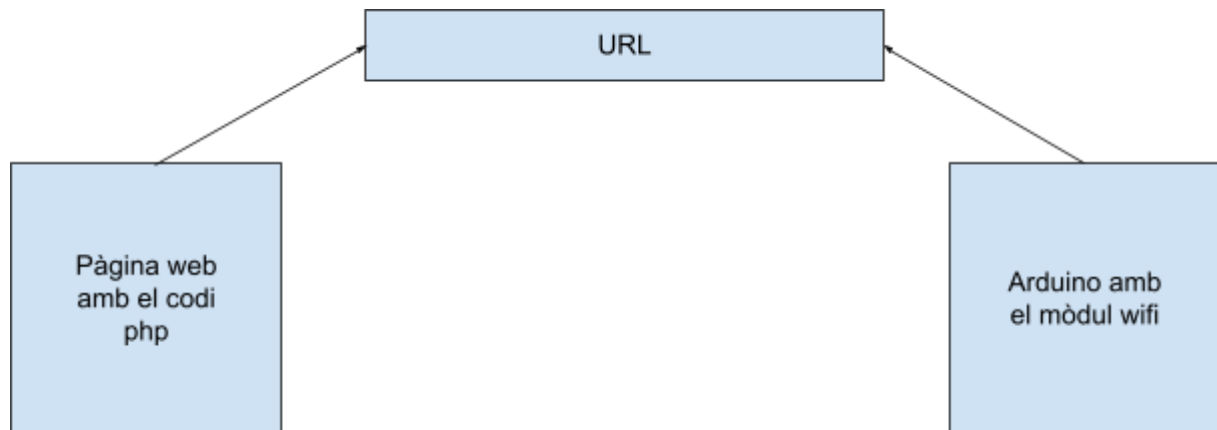 URL
Pàgina web
amb el codi
php
Arduino amb
el mòdul wifi